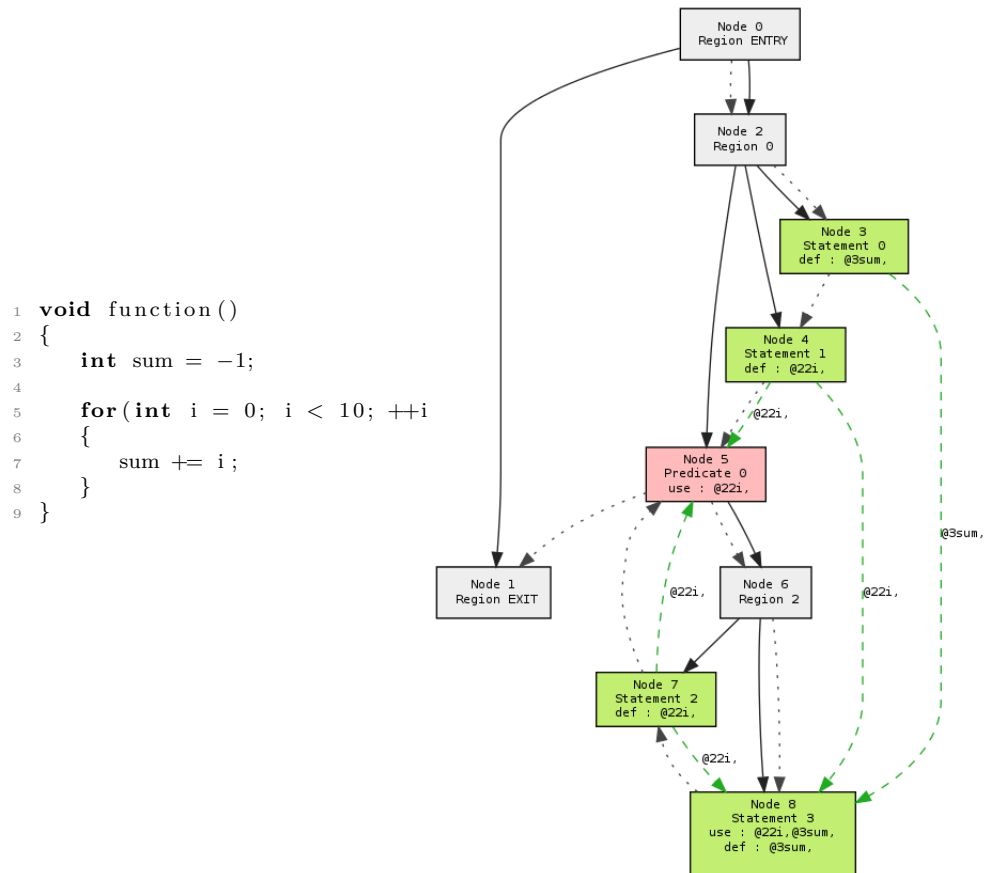 1 void function()
2 {
3 int sum = -1;
4
5 for(int i = 0; i < 10; ++i
6 {
7 sum += i;
8 }
9 }
Node 0
Region ENTRY
Node 2
Region 0
Node 3
Statement 0
def : @3sum,
Node 4
Statement 1
def : @22i,
@22i,
Node 5
Predicate 0
use : @22i,
@3sum,
Node 1
Region EXIT
Node 6
Region 2
@22i,
@22i,
Node 7
Statement 2
def : @22i,
@22i,
Node 8
Statement 3
use : @22i,@3sum,
def : @3sum,